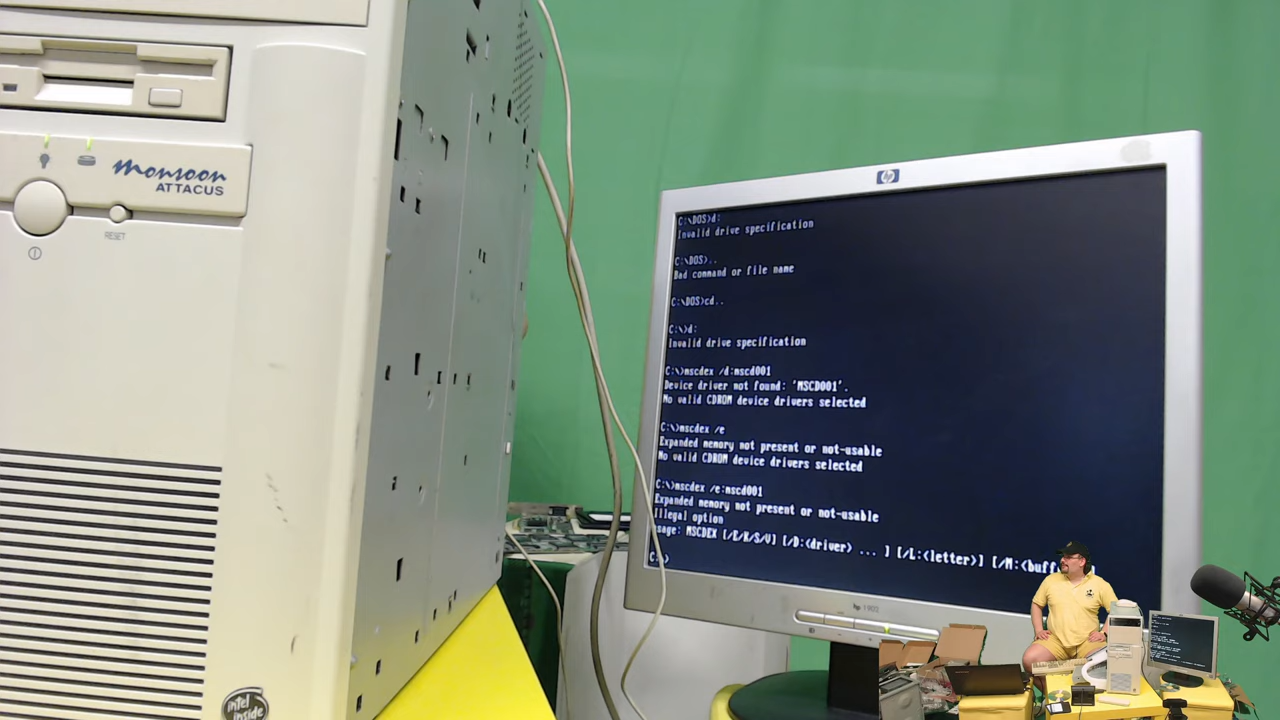 Monsoon
ATTACUS
RESET
intel
inside
hp
C:\DOS>d:
Invalid drive specification
C:\DOS>..
Bad command or file name
C:\DOS>cd..
C:\>d:
Invalid drive specification
C:\>mscdex /d:mscd001
Device driver not found: 'MSCD001'.
No valid CDROM device drivers selected
C:\>mscdex /e
Expanded memory not present or not-usable
No valid CDROM device drivers selected
C:\>mscdex /e:mscd001
Expanded memory not present or not-usable
Illegal option
sage: MSCDEX [/E/K/S/V] [/D:<driver> ... ] [/L:<letter>] [/M:<buff
C:\>
hp 1902